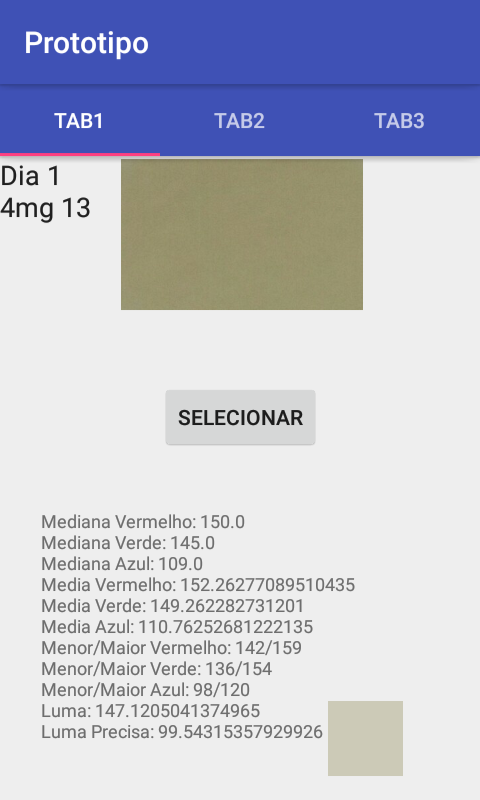 Prototipo
TAB1 TAB2 TAB3
Dia 1
4mg 13
SELECIONAR
Mediana Vermelho: 150.0
Mediana Verde: 145.0
Mediana Azul: 109.0
Media Vermelho: 152.26277089510435
Media Verde: 149.262282731201
Media Azul: 110.76252681222135
Menor/Maior Vermelho: 142/159
Menor/Maior Verde: 136/154
Menor/Maior Azul: 98/120
Luma: 147.1205041374965
Luma Precisa: 99.54315357929926